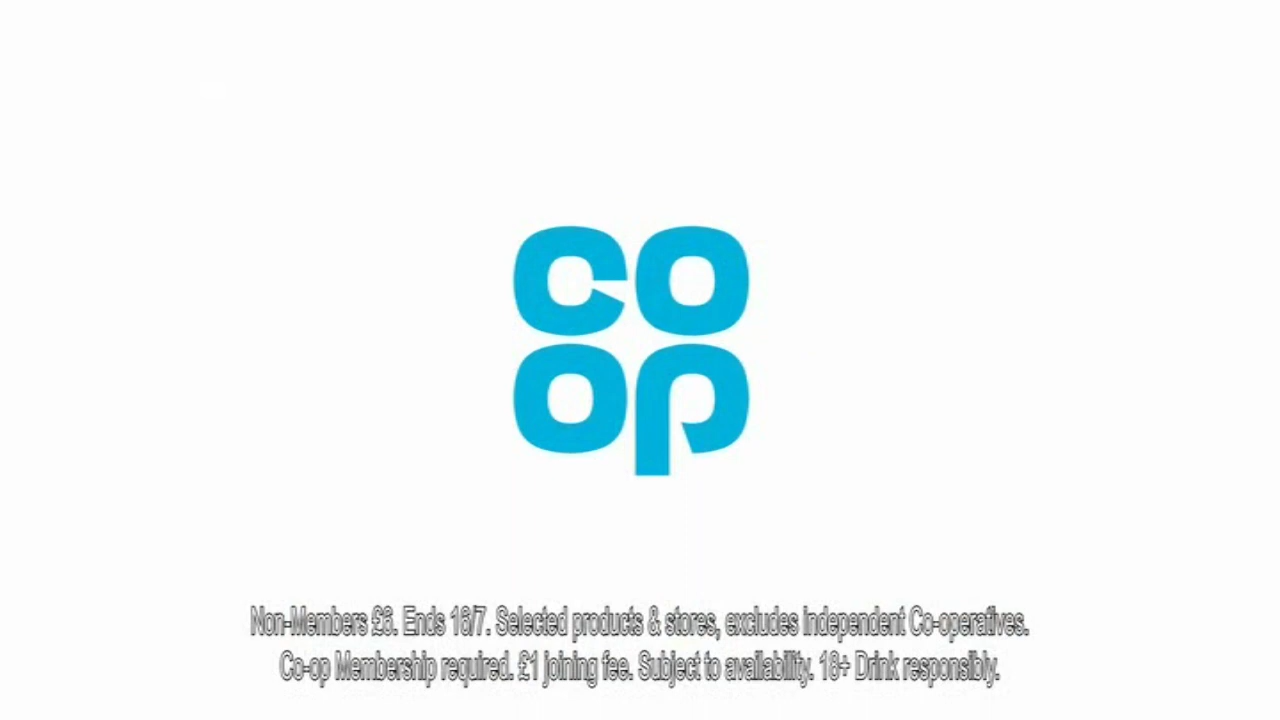 co
op
Non-Members £6. Ends 16/7. Selected products & stores, excludes independent Co-operatives.
Co-op Membership required. £1 joining fee. Subject to availability. 18+ Drink responsibly.